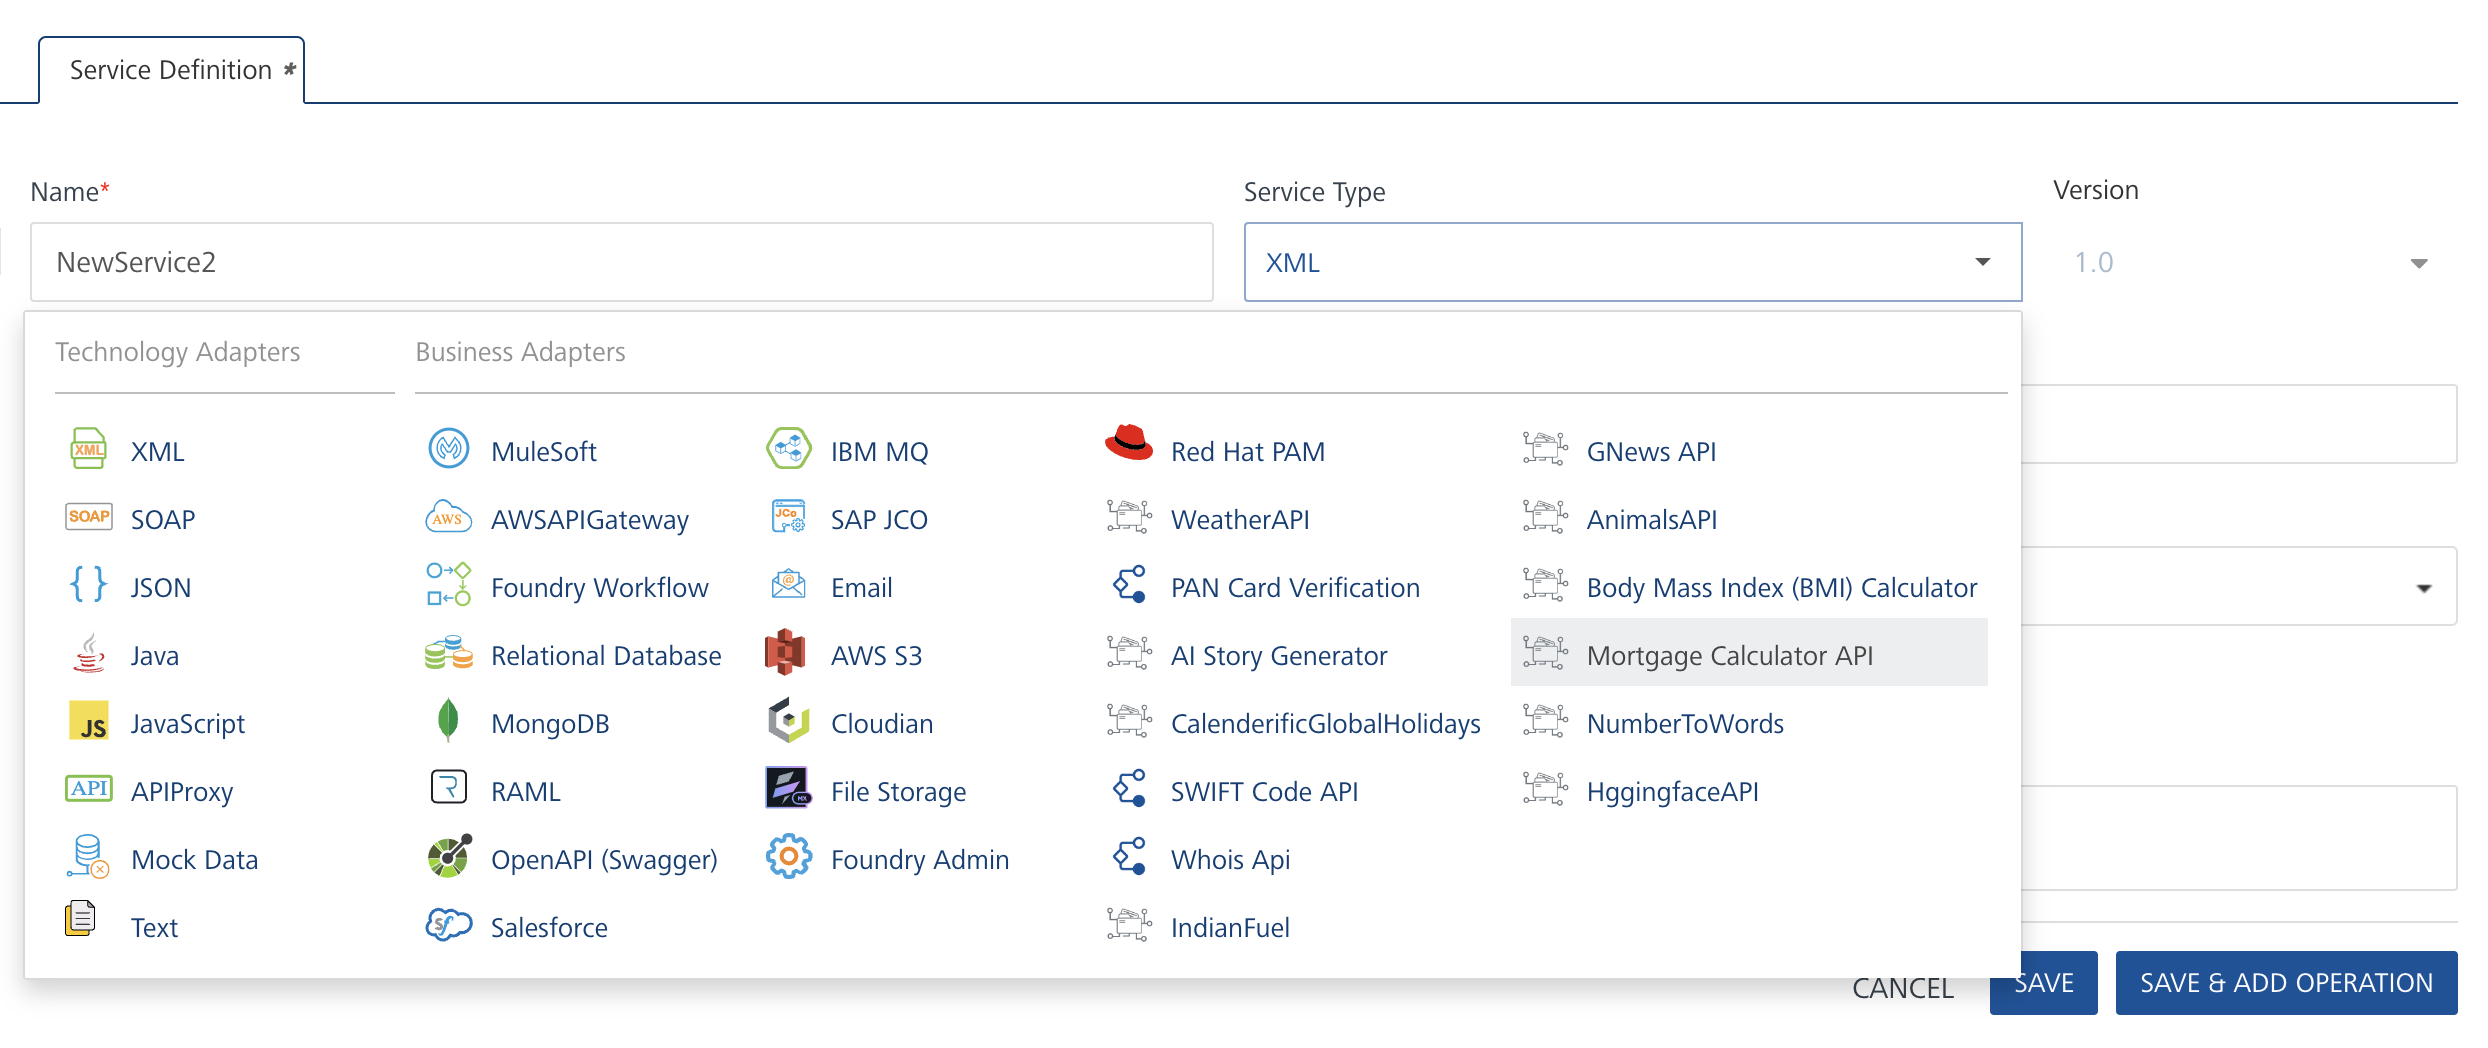 Service Definition *
Name* Service Type Version
NewService2 XML 1.0
Technology Adapters Business Adapters
XML MuleSoft IBM MQ Red Hat PAM GNews API
SOAP AWSAPIGateway SAP JCO WeatherAPI AnimalsAPI
JSON Foundry Workflow Email PAN Card Verification Body Mass Index (BMI) Calculator
Java Relational Database AWS S3 AI Story Generator Mortgage Calculator API
JavaScript MongoDB Cloudian CalenderificGlobalHolidays NumberToWords
APIProxy RAML File Storage SWIFT Code API HggingfaceAPI
Mock Data OpenAPI (Swagger) Foundry Admin Whois Api
Text Salesforce IndianFuel
CANCEL SAVE SAVE & ADD OPERATION